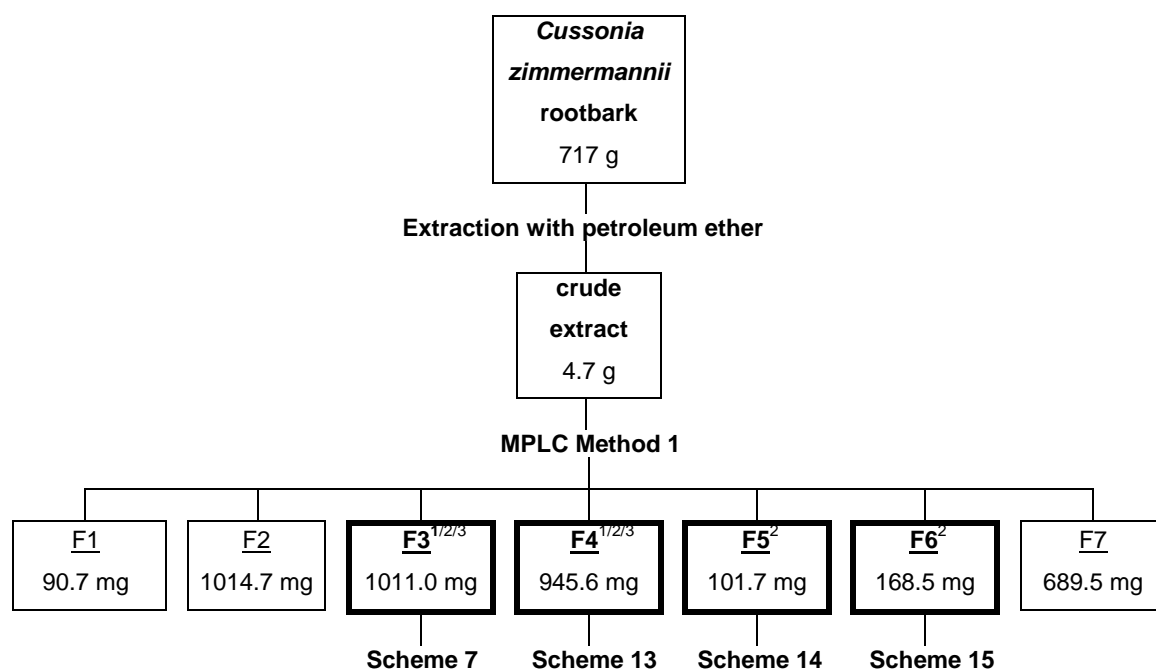 Cussonia
zimmermannii
rootbark
717 g
Extraction with petroleum ether
crude
extract
4.7 g
MPLC Method 1
F1
90.7 mg
F2
1014.7 mg
F3 1/2/3
1011.0 mg
F4 1/2/3
945.6 mg
F5 2
101.7 mg
F6 2
168.5 mg
F7
689.5 mg
Scheme 7
Scheme 13
Scheme 14
Scheme 15